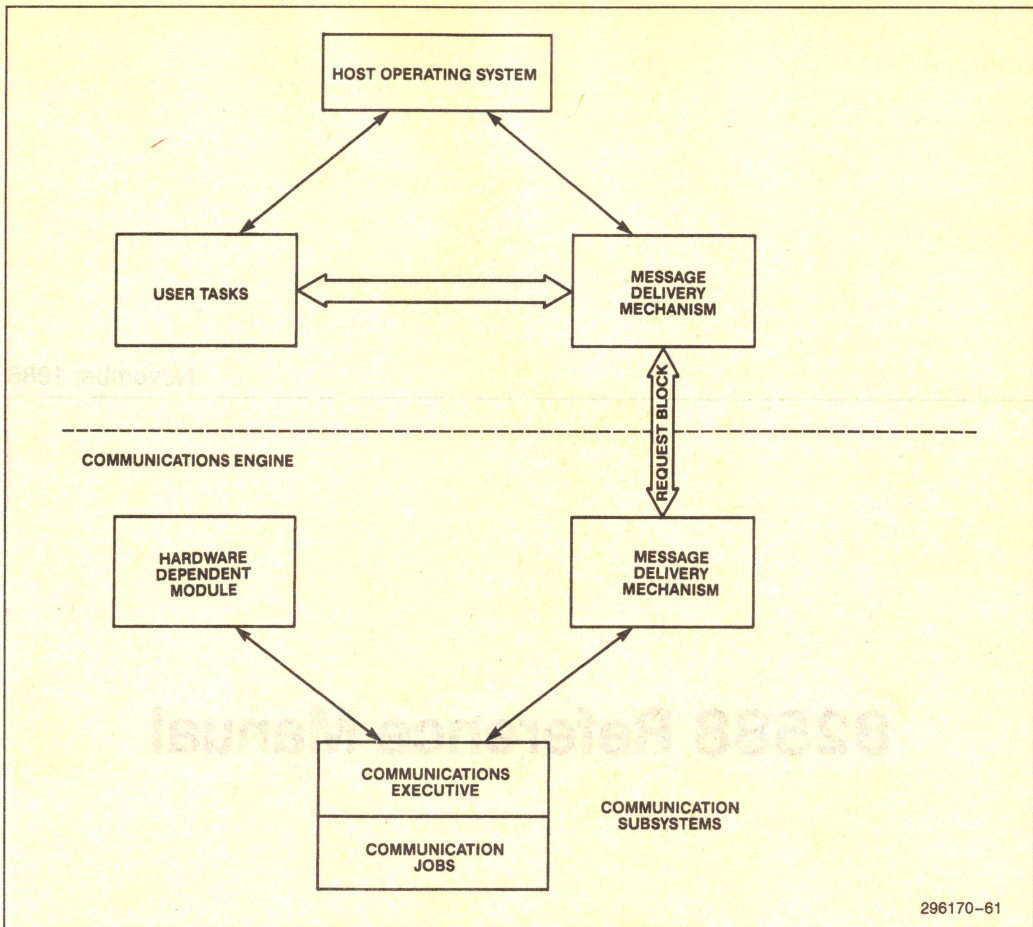 HOST OPERATING SYSTEM
USER TASKS
MESSAGE
DELIVERY
MECHANISM
REQUEST BLOCK
COMMUNICATIONS ENGINE
HARDWARE
DEPENDENT
MODULE
MESSAGE
DELIVERY
MECHANISM
COMMUNICATIONS
EXECUTIVE
COMMUNICATION
JOBS
COMMUNICATION
SUBSYSTEMS
296170–61
November 1986
82588 Reference Manual